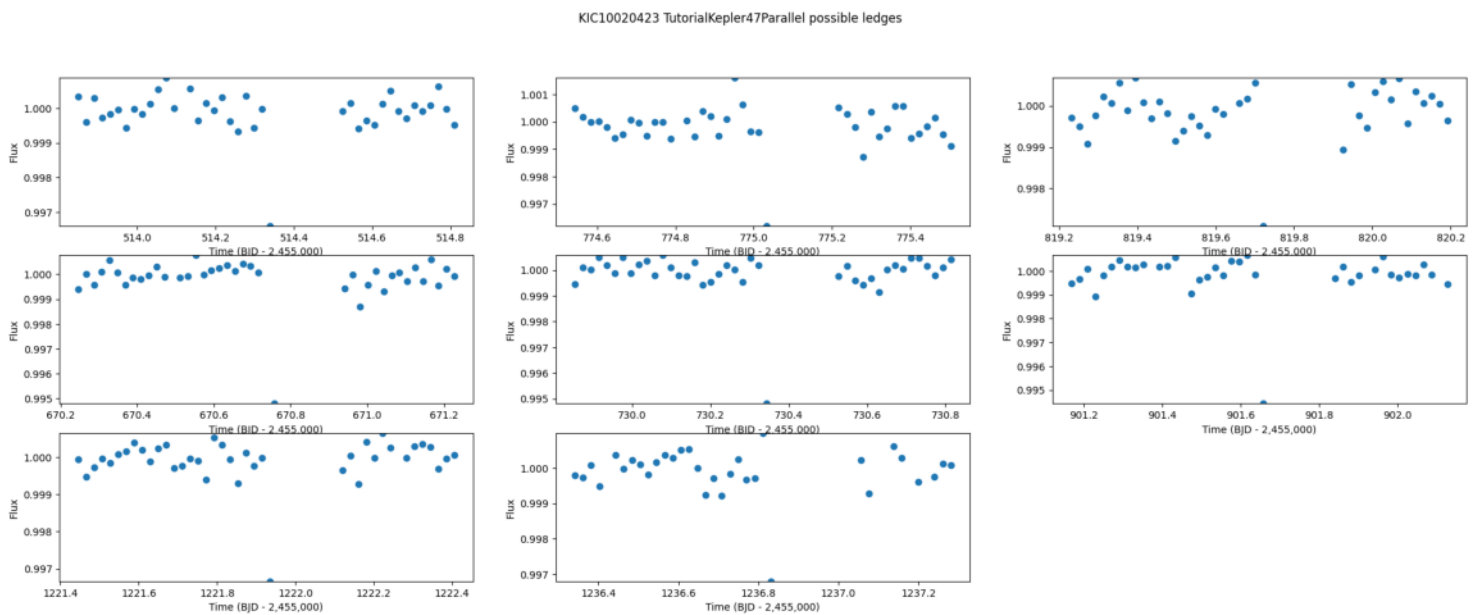 KIC10020423 TutorialKepler47Parallel possible ledges
Flux
1.000
0.999
0.998
0.997
514.0 514.2 514.4 514.6 514.8
Time (BJD - 2,455,000)
Flux
1.001
1.000
0.999
0.998
0.997
774.6 774.8 775.0 775.2 775.4
Time (BJD - 2,455,000)
Flux
1.000
0.999
0.998
819.2 819.4 819.6 819.8 820.0 820.2
Time (BJD - 2,455,000)
Flux
1.000
0.999
0.998
0.997
0.996
0.995
670.2 670.4 670.6 670.8 671.0 671.2
Time (BJD - 2,455,000)
Flux
1.000
0.999
0.998
0.997
0.996
0.995
730.0 730.2 730.4 730.6 730.8
Time (BJD - 2,455,000)
Flux
1.000
0.999
0.998
0.997
0.996
0.995
901.2 901.4 901.6 901.8 902.0
Time (BJD - 2,455,000)
Flux
1.000
0.999
0.998
0.997
1221.4 1221.6 1221.8 1222.0 1222.2 1222.4
Time (BJD - 2,455,000)
Flux
1.000
0.999
0.998
0.997
1236.4 1236.6 1236.8 1237.0 1237.2
Time (BJD - 2,455,000)